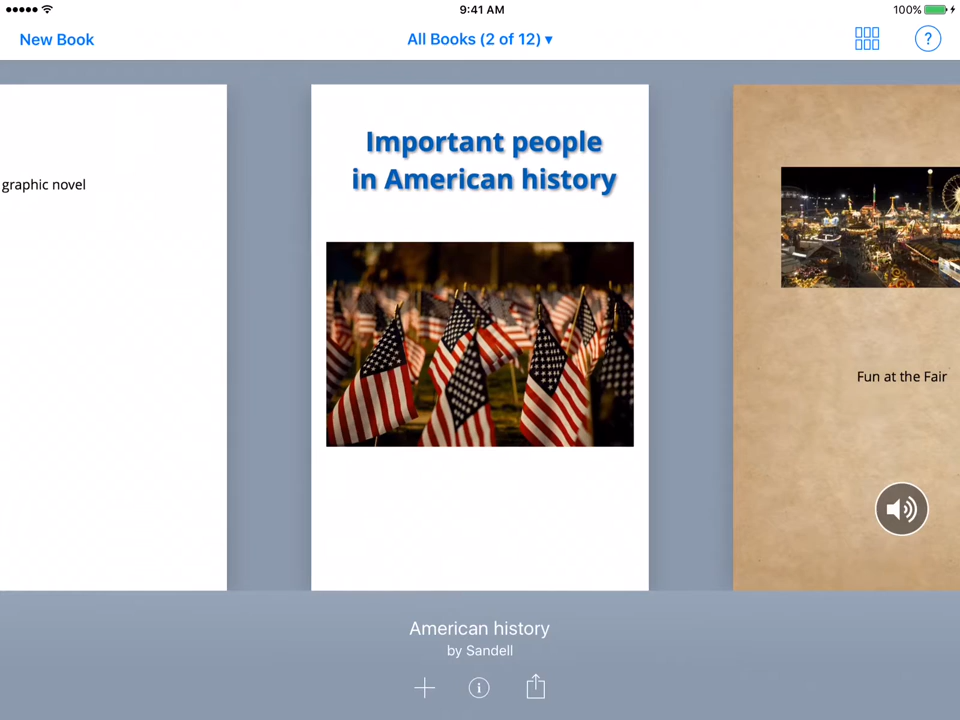 9:41 AM
100%
New Book
All Books (2 of 12) ▾
?
graphic novel
Important people
in American history
Fun at the Fair
American history
by Sandell